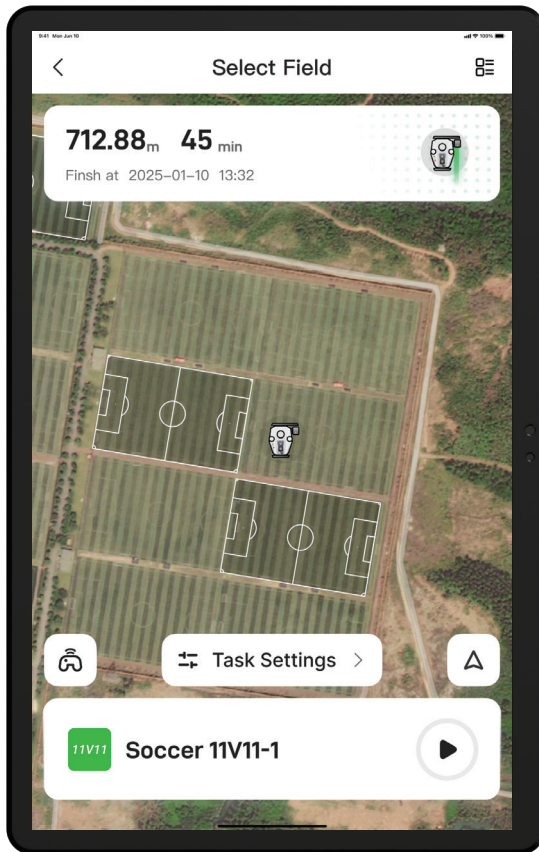 9:41 Mon Jun 10
100%
Select Field
712.88m 45 min
Finsh at 2025-01-10 13:32
Task Settings
11V11
Soccer 11V11-1